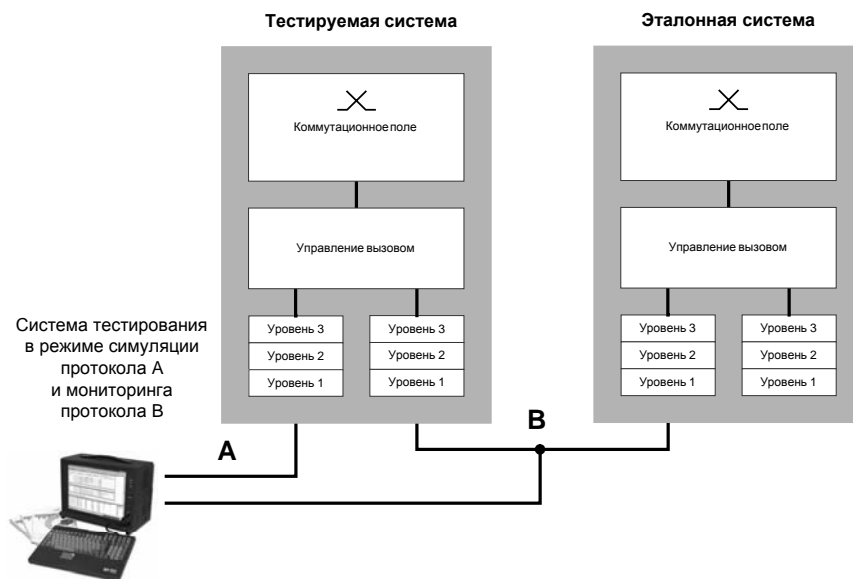 Тестируемая система
Эталонная система
Коммутационное поле
Коммутационное поле
Управление вызовом
Управление вызовом
Уровень 3
Уровень 3
Уровень 3
Уровень 3
Уровень 2
Уровень 2
Уровень 2
Уровень 2
Уровень 1
Уровень 1
Уровень 1
Уровень 1
Система тестирования
в режиме симуляции
протокола А
и мониторинга
протокола В
А
В